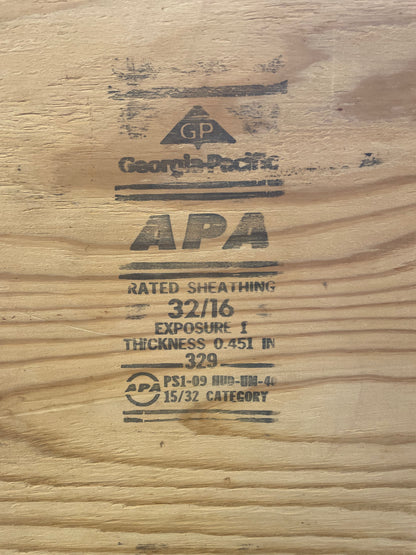 GP
Georgia-Pacific
APA
RATED SHEATHING
32/16
EXPOSURE 1
THICKNESS 0.451 IN
329
APA PS1-09 HUD-UM-40
15/32 CATEGORY